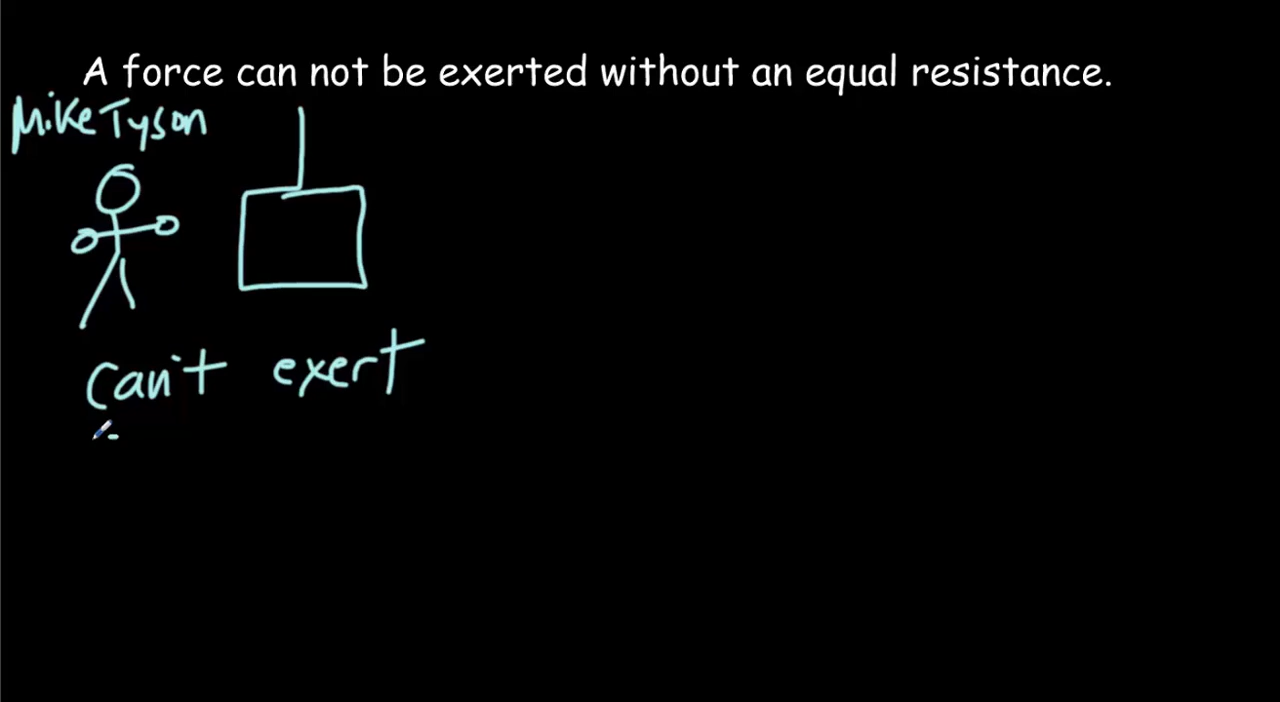 A force can not be exerted without an equal resistance.
Mike Tyson
can't exert